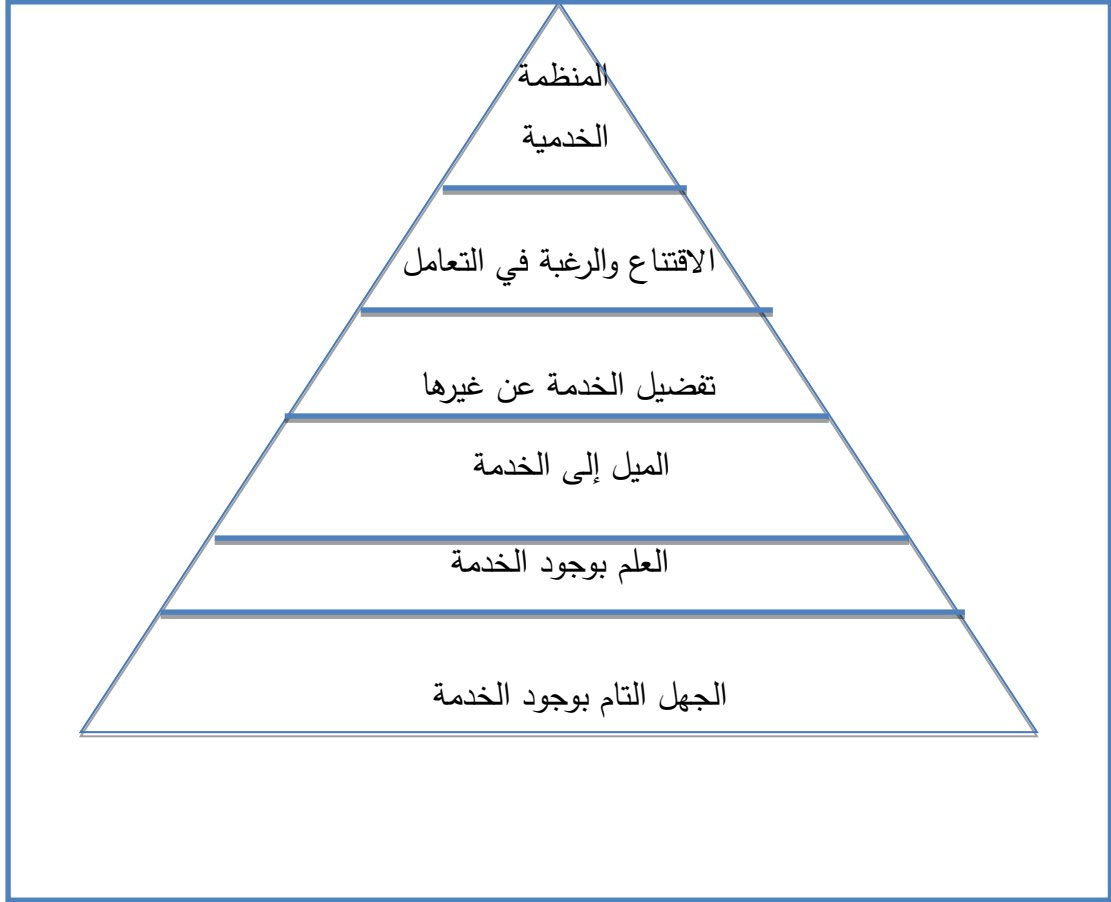 المنظمة
الخدمية
الاقتناع والرغبة في التعامل
تفضيل الخدمة عن غيرها
الميل إلى الخدمة
العلم بوجود الخدمة
الجهل التام بوجود الخدمة